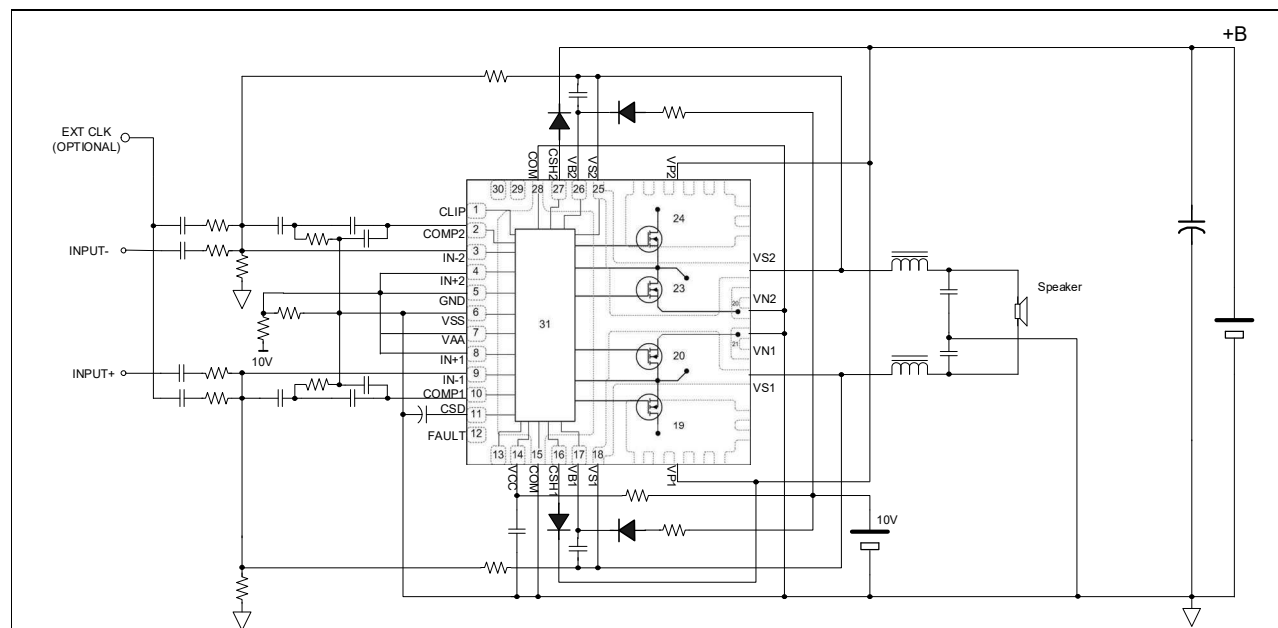 +B
EXT CLK
(OPTIONAL)
INPUT-
INPUT+
10V
COM
CSH2
VB2
VS2
VP2
30
29
28
27
26
25
CLIP
1
COMP2
2
IN-2
3
IN+2
4
GND
5
VSS
6
VAA
7
IN+1
8
IN-1
9
COMP1
10
CSD
11
FAULT
12
31
24
23
20
19
VS2
20
VN2
21
VN1
VS1
Speaker
13
14
15
16
17
18
VCC
COM
CSH1
VB1
VS1
VP1
10V